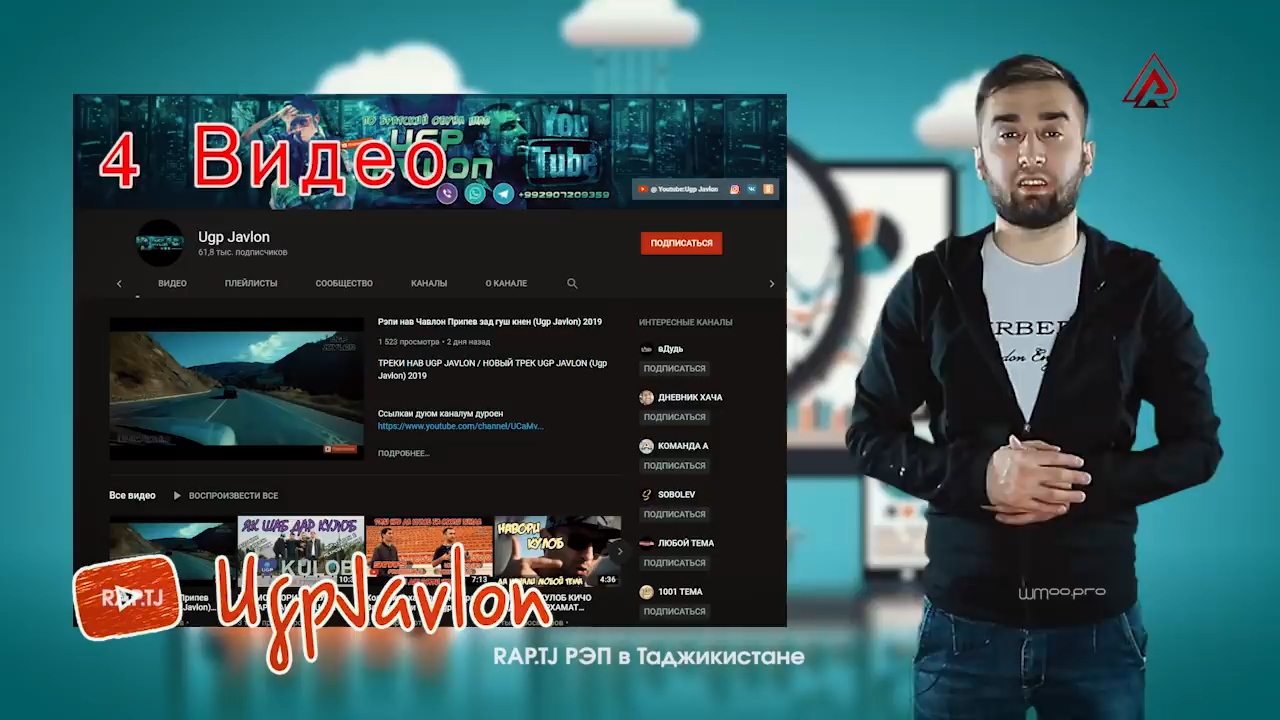 4 Видео
ПО БРАТСКИЙ
UGP
You
Tube
+992907209359
@ Youtube:Ugp Javlon
Ugp Javlon
61,8 тыс. подписчиков
ПОДПИСАТЬСЯ
ВИДЕО
ПЛЕЙЛИСТЫ
СООБЩЕСТВО
КАНАЛЫ
О КАНАЛЕ
Рэпи нав Чавлон Припев зад гуш кнен (Ugp Javlon) 2019
1 523 просмотра • 2 дня назад
ТРЕКИ НАВ UGP JAVLON / НОВЫЙ ТРЕК UGP JAVLON (Ugp
Javlon) 2019
Ссылкаи дуюм каналум дуроен
https://www.youtube.com/channel/UCaMv...
ПОДРОБНЕЕ...
ИНТЕРЕСНЫЕ КАНАЛЫ
вДудь
ПОДПИСАТЬСЯ
ДНЕВНИК ХАЧА
ПОДПИСАТЬСЯ
КОМАНДА А
ПОДПИСАТЬСЯ
SOBOLEV
ПОДПИСАТЬСЯ
ЛЮБОЙ ТЕМА
ПОДПИСАТЬСЯ
1001 ТЕМА
ПОДПИСАТЬСЯ
Все видео
ВОСПРОИЗВЕСТИ ВСЕ
ЯК ШАБ ДАР КУЛОБ
KULOB
7:13
НАВОРИ
КУЛОБ
4:36
RAP.TJ
UgpJavlon
RAP.TJ РЭП в Таджикистане
wmoo.pro